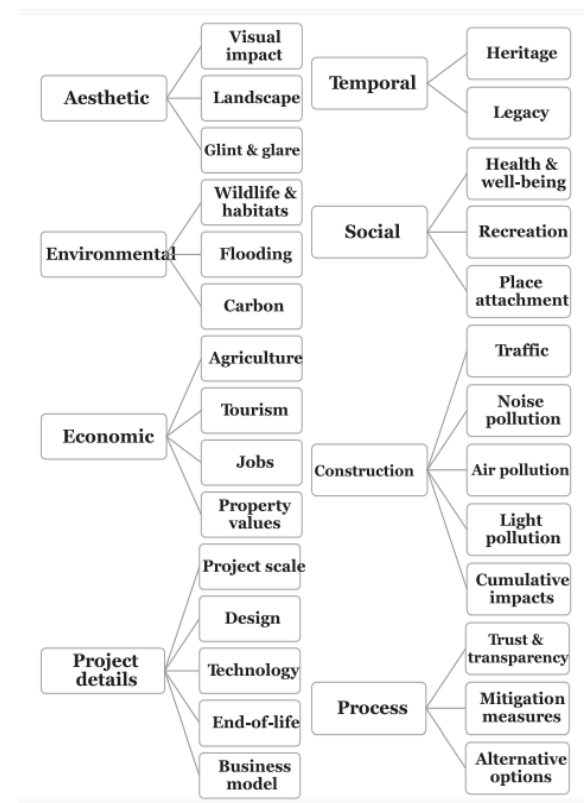 Aesthetic
Visual
impact
Landscape
Glint & glare
Environmental
Wildlife &
habitats
Flooding
Carbon
Economic
Agriculture
Tourism
Jobs
Property
values
Project
details
Project scale
Design
Technology
End-of-life
Business
model
Temporal
Heritage
Legacy
Social
Health &
well-being
Recreation
Place
attachment
Construction
Traffic
Noise
pollution
Air pollution
Light
pollution
Cumulative
impacts
Process
Trust &
transparency
Mitigation
measures
Alternative
options